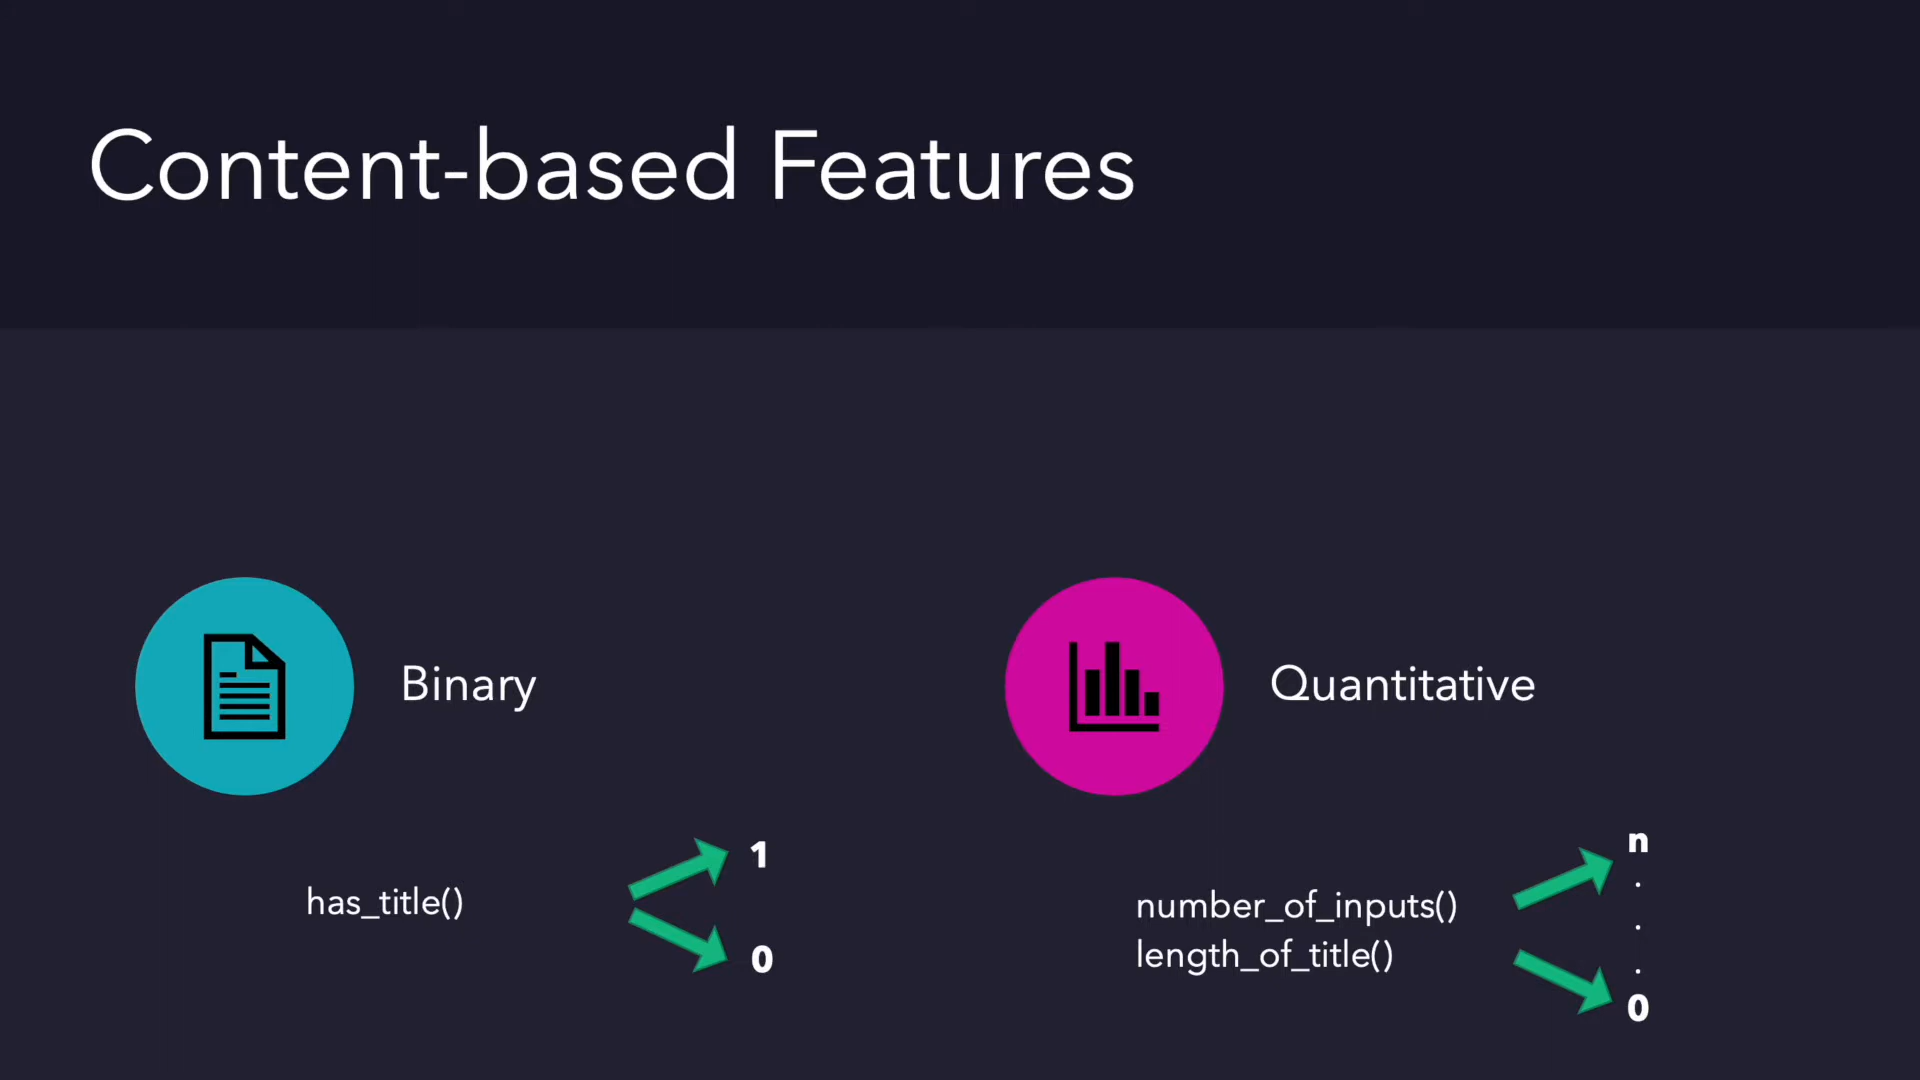 Content-based Features
Binary
has_title()
1
0
Quantitative
number_of_inputs()
length_of_title()
n
.
.
.
0